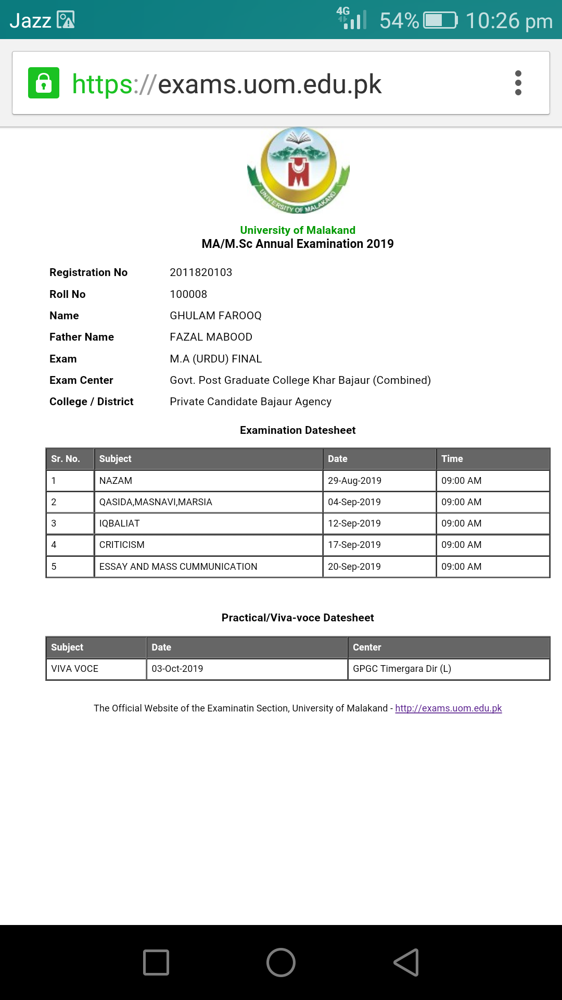 Jazz 4G 54% 10:26 pm
https://exams.uom.edu.pk
UNIVERSITY OF MALAKAND
University of Malakand
MA/M.Sc Annual Examination 2019
Registration No 2011820103
Roll No 100008
Name GHULAM FAROOQ
Father Name FAZAL MABOOD
Exam M.A (URDU) FINAL
Exam Center Govt. Post Graduate College Khar Bajaur (Combined)
College / District Private Candidate Bajaur Agency
Examination Datesheet
Sr. No. Subject Date Time
1 NAZAM 29-Aug-2019 09:00 AM
2 QASIDA,MASNAVI,MARSIA 04-Sep-2019 09:00 AM
3 IQBALIAT 12-Sep-2019 09:00 AM
4 CRITICISM 17-Sep-2019 09:00 AM
5 ESSAY AND MASS CUMMUNICATION 20-Sep-2019 09:00 AM
Practical/Viva-voce Datesheet
Subject Date Center
VIVA VOCE 03-Oct-2019 GPGC Timergara Dir (L)
The Official Website of the Examinatin Section, University of Malakand - http://exams.uom.edu.pk